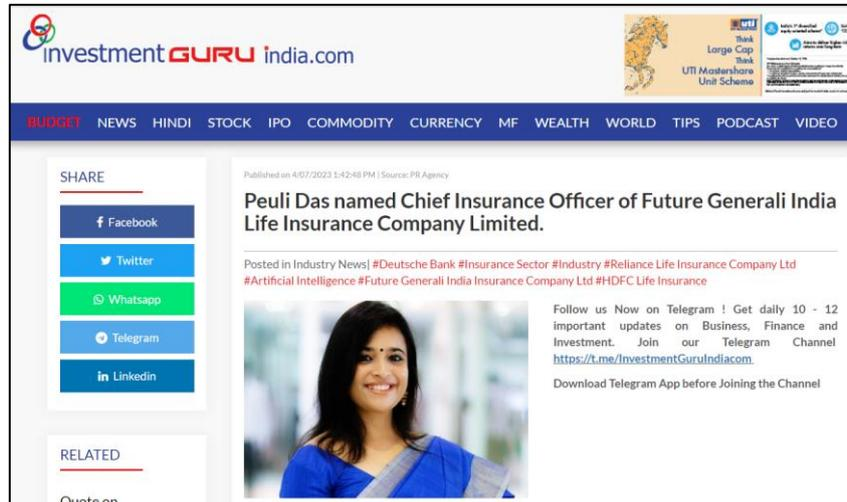 investment GURU india.com
uti
Think
Large Cap
Think
UTI Mastershare
Unit Scheme
BUDGET NEWS HINDI STOCK IPO COMMODITY CURRENCY MF WEALTH WORLD TIPS PODCAST VIDEO
SHARE
Facebook
Twitter
Whatsapp
Telegram
Linkedin
RELATED
Quote on
Published on 4/07/2023 1:42:48 PM | Source: PR Agency
Peuli Das named Chief Insurance Officer of Future Generali India
Life Insurance Company Limited.
Posted in Industry News| #Deutsche Bank #Insurance Sector #Industry #Reliance Life Insurance Company Ltd
#Artificial Intelligence #Future Generali India Insurance Company Ltd #HDFC Life Insurance
Follow us Now on Telegram ! Get daily 10 - 12
important updates on Business, Finance and
Investment. Join our Telegram Channel
https://t.me/InvestmentGuruIndiacom
Download Telegram App before Joining the Channel